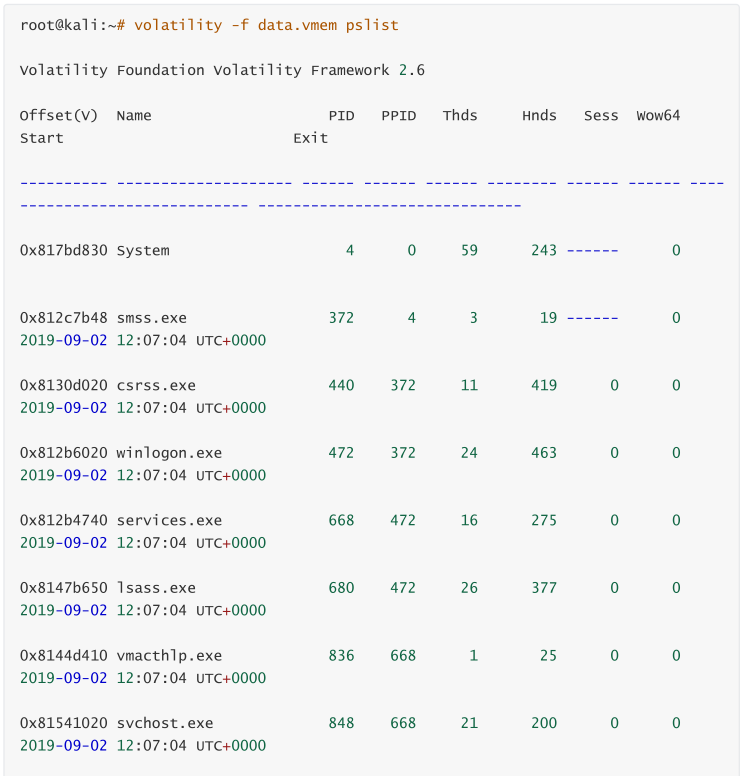 root@kali:~# volatility -f data.vmem pslist
Volatility Foundation Volatility Framework 2.6
Offset(V)  Name                    PID   PPID   Thds     Hnds   Sess  Wow64
Start                          Exit
---------- -------------------- ------ ------ ------ -------- ------ ------ ----
-------------------------- ------------------------------
0x817bd830 System                    4      0     59      243 ------      0
0x812c7b48 smss.exe                372      4      3       19 ------      0
2019-09-02 12:07:04 UTC+0000
0x8130d020 csrss.exe               440    372     11      419      0      0
2019-09-02 12:07:04 UTC+0000
0x812b6020 winlogon.exe            472    372     24      463      0      0
2019-09-02 12:07:04 UTC+0000
0x812b4740 services.exe            668    472     16      275      0      0
2019-09-02 12:07:04 UTC+0000
0x8147b650 lsass.exe               680    472     26      377      0      0
2019-09-02 12:07:04 UTC+0000
0x8144d410 vmacthlp.exe            836    668      1       25      0      0
2019-09-02 12:07:04 UTC+0000
0x81541020 svchost.exe             848    668     21      200      0      0
2019-09-02 12:07:04 UTC+0000